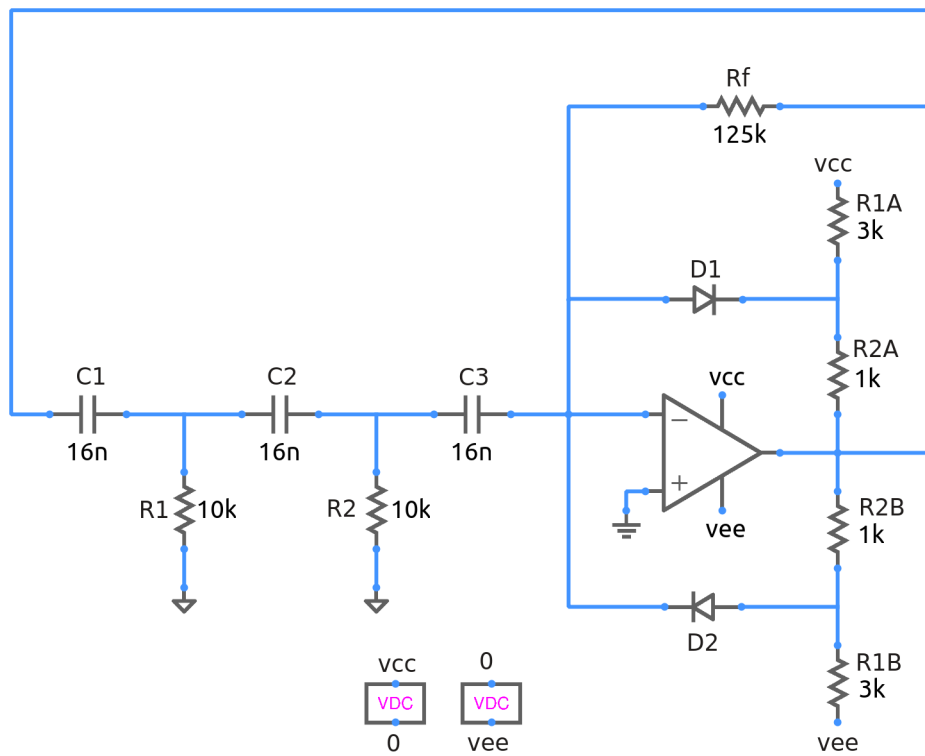 Rf
125k
vcc
R1A
3k
D1
R2A
1k
C1
C2
C3
vcc
16n
16n
16n
−
+
R1
10k
R2
10k
vee
R2B
1k
D2
vcc
0
R1B
3k
VDC
VDC
0
vee
vee